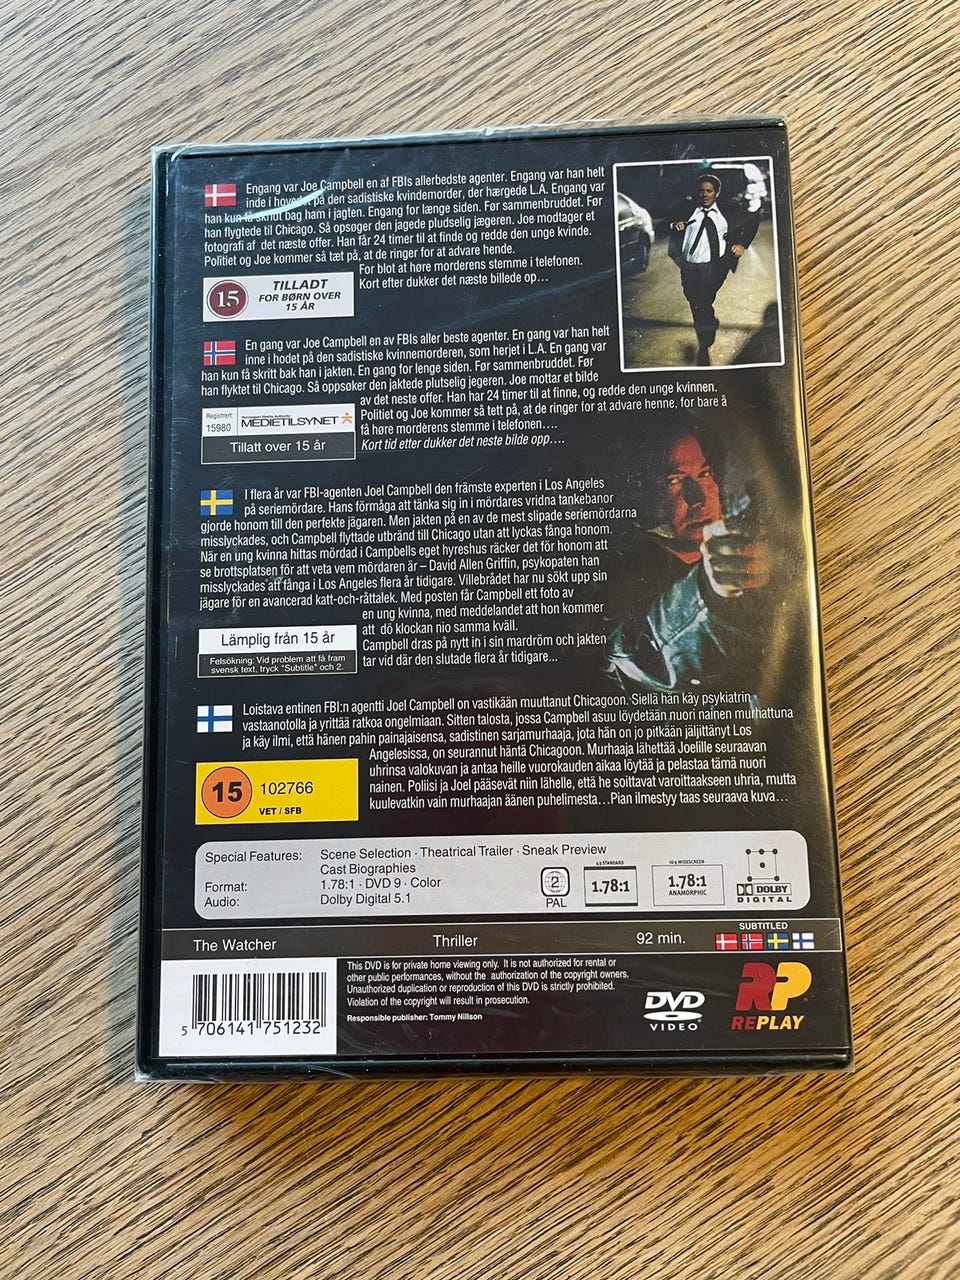 Engang var Joe Campbell en af FBIs allerbedste agenter. Engang var han helt
inde i hovedet på den sadistiske kvindemorder, der hærgede L.A. Engang var
han kun få skridt bag ham i jagten. Engang for længe siden. Før sammenbruddet. Før
han flygtede til Chicago. Så opsøger den jagede pludselig jægeren. Joe modtager et
fotografi af det næste offer. Han får 24 timer til at finde og redde den unge kvinde.
Politiet og Joe kommer så tæt på, at de ringer for at advare hende.
For blot at høre morderens stemme i telefonen.
Kort efter dukker det næste billede op…
15
TILLADT
FOR BØRN OVER
15 ÅR
En gang var Joe Campbell en av FBIs aller beste agenter. En gang var han helt
inne i hodet på den sadistiske kvinnemorderen, som herjet i L.A. En gang var
han kun få skritt bak han i jakten. En gang for lenge siden. Før sammenbruddet. Før
han flyktet til Chicago. Så oppsøker den jaktede plutselig jegeren. Joe mottar et bilde
av det neste offer. Han har 24 timer til at finne, og redde den unge kvinnen.
Politiet og Joe kommer så tett på, at de ringer for at advare henne, for bare å
få høre morderens stemme i telefonen….
Kort tid etter dukker det neste bilde opp….
Registrert
15980
Norwegian Media Authority
MEDIETILSYNET
Tillatt over 15 år
I flera år var FBI-agenten Joel Campbell den främste experten i Los Angeles
på seriemördare. Hans förmåga att tänka sig in i mördares vridna tankebanor
gjorde honom till den perfekte jägaren. Men jakten på en av de mest slipade seriemördarna
misslyckades, och Campbell flyttade utbränd till Chicago utan att lyckas fånga honom.
När en ung kvinna hittas mördad i Campbells eget hyreshus räcker det för honom att
se brottsplatsen för att veta vem mördaren är – David Allen Griffin, psykopaten han
misslyckades att fånga i Los Angeles flera år tidigare. Villebrådet har nu sökt upp sin
jägare för en avancerad katt-och-råttalek. Med posten får Campbell ett foto av
en ung kvinna, med meddelandet att hon kommer
att dö klockan nio samma kväll.
Campbell dras på nytt in i sin mardröm och jakten
tar vid där den slutade flera år tidigare...
Lämplig från 15 år
Felsökning: Vid problem att få fram
svensk text, tryck "Subtitle" och 2.
Loistava entinen FBI:n agentti Joel Campbell on vastikään muuttanut Chicagoon. Siellä hän käy psykiatrin
vastaanotolla ja yrittää ratkoa ongelmiaan. Sitten talosta, jossa Campbell asuu löydetään nuori nainen murhattuna
ja käy ilmi, että hänen pahin painajaisensa, sadistinen sarjamurhaaja, jota hän on jo pitkään jäljittänyt Los
Angelesissa, on seurannut häntä Chicagoon. Murhaaja lähettää Joelille seuraavan
uhrinsa valokuvan ja antaa heille vuorokauden aikaa löytää ja pelastaa tämä nuori
nainen. Poliisi ja Joel pääsevät niin lähelle, että he soittavat varoittaakseen uhria, mutta
kuulevatkin vain murhaajan äänen puhelimesta…Pian ilmestyy taas seuraava kuva…
15
102766
VET / SFB
Special Features: Scene Selection · Theatrical Trailer · Sneak Preview
Cast Biographies
Format: 1.78:1 · DVD 9 · Color
Audio: Dolby Digital 5.1
2
PAL
4:3 STANDARD
1.78:1
16:9 WIDESCREEN
1.78:1
ANAMORPHIC
DOLBY
DIGITAL
The Watcher Thriller 92 min.
SUBTITLED
5 706141 751232
This DVD is for private home viewing only. It is not authorized for rental or
other public performances, without the authorization of the copyright owners.
Unauthorized duplication or reproduction of this DVD is strictly prohibited.
Violation of the copyright will result in prosecution.
Responsible publisher: Tommy Nillson
DVD
VIDEO
RP
REPLAY